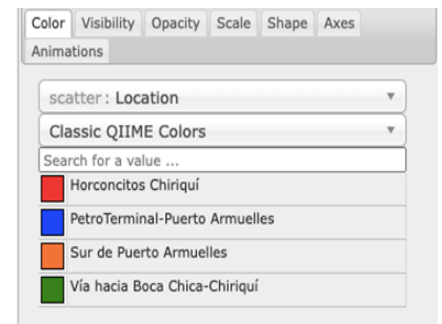 Color Visibility Opacity Scale Shape Axes
Animations
scatter : Location
Classic QIIME Colors
Search for a value ...
Horconcitos Chiriquí
PetroTerminal-Puerto Armuelles
Sur de Puerto Armuelles
Vía hacia Boca Chica-Chiriquí